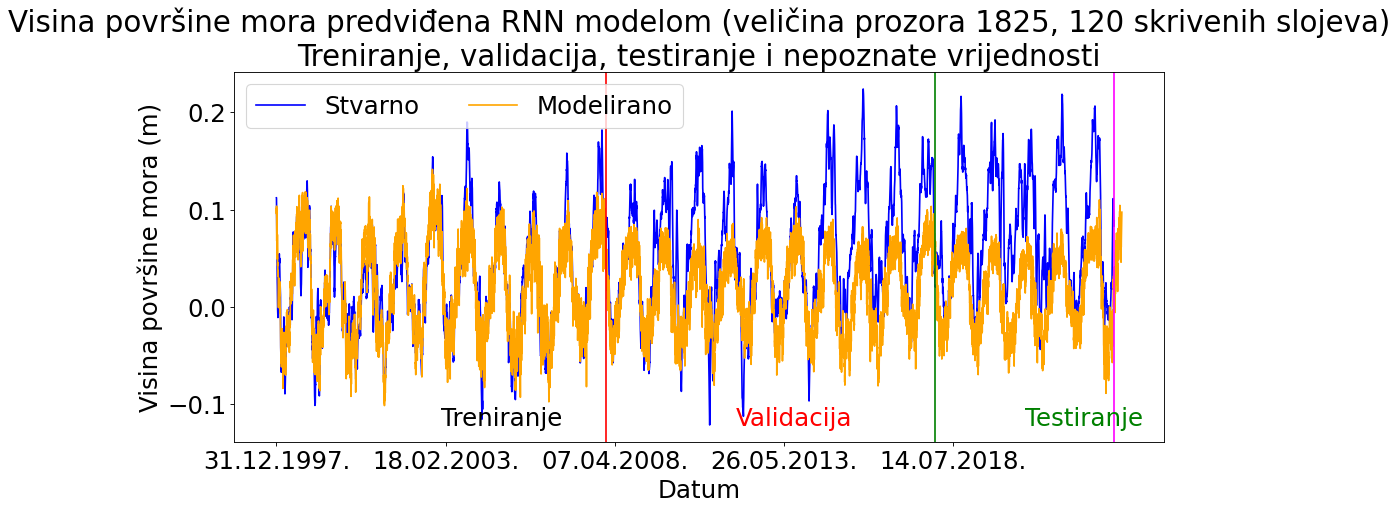 Visina površine mora predviđena RNN modelom (veličina prozora 1825, 120 skrivenih slojeva)
Treniranje, validacija, testiranje i nepoznate vrijednosti
Stvarno Modelirano
Visina površine mora (m)
0.2
0.1
0.0
−0.1
Treniranje Validacija Testiranje
31.12.1997. 18.02.2003. 07.04.2008. 26.05.2013. 14.07.2018.
Datum